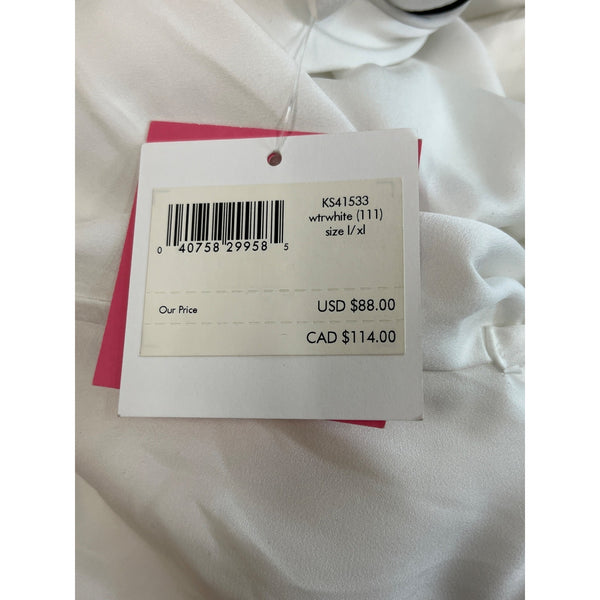 KS41533
wtrwhite (111)
size l/xl
0 40758 29958 5
Our Price
USD $88.00
CAD $114.00